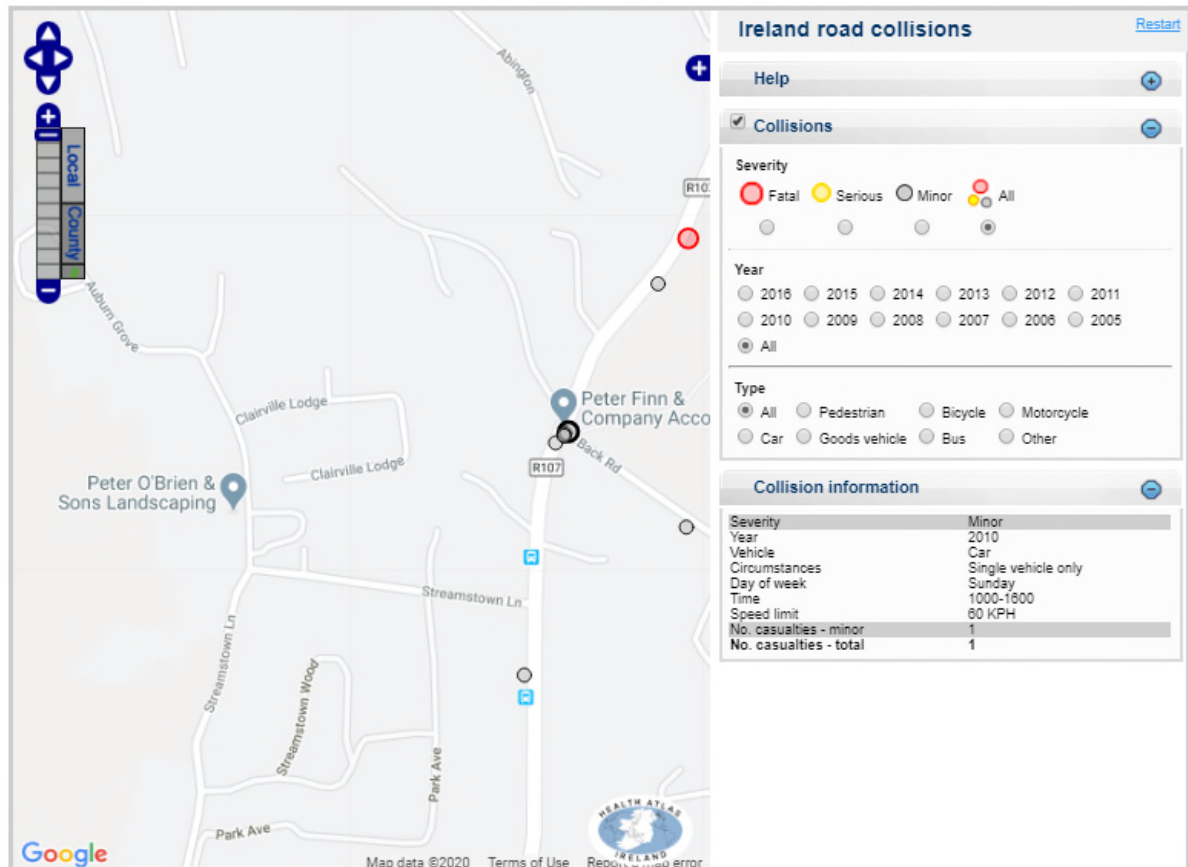 Ireland road collisions
Restart
Help
Collisions
Severity
Fatal Serious Minor All
Year
2016 2015 2014 2013 2012 2011
2010 2009 2008 2007 2006 2005
All
Type
All Pedestrian Bicycle Motorcycle
Car Goods vehicle Bus Other
Collision information
Severity Minor
Year 2010
Vehicle Car
Circumstances Single vehicle only
Day of week Sunday
Time 1000-1600
Speed limit 60 KPH
No. casualties - minor 1
No. casualties - total 1
Local
County
Abington
Auburn Grove
Clairville Lodge
Clairville Lodge
Peter Finn &
Company Acco
Back Rd
R107
Peter O'Brien &
Sons Landscaping
Streamstown Ln
Streamstown Ln
Streamstown Wood
Park Ave
Park Ave
HEALTH ATLAS
IRELAND
Google
Map data ©2020 Terms of Use Report a map error